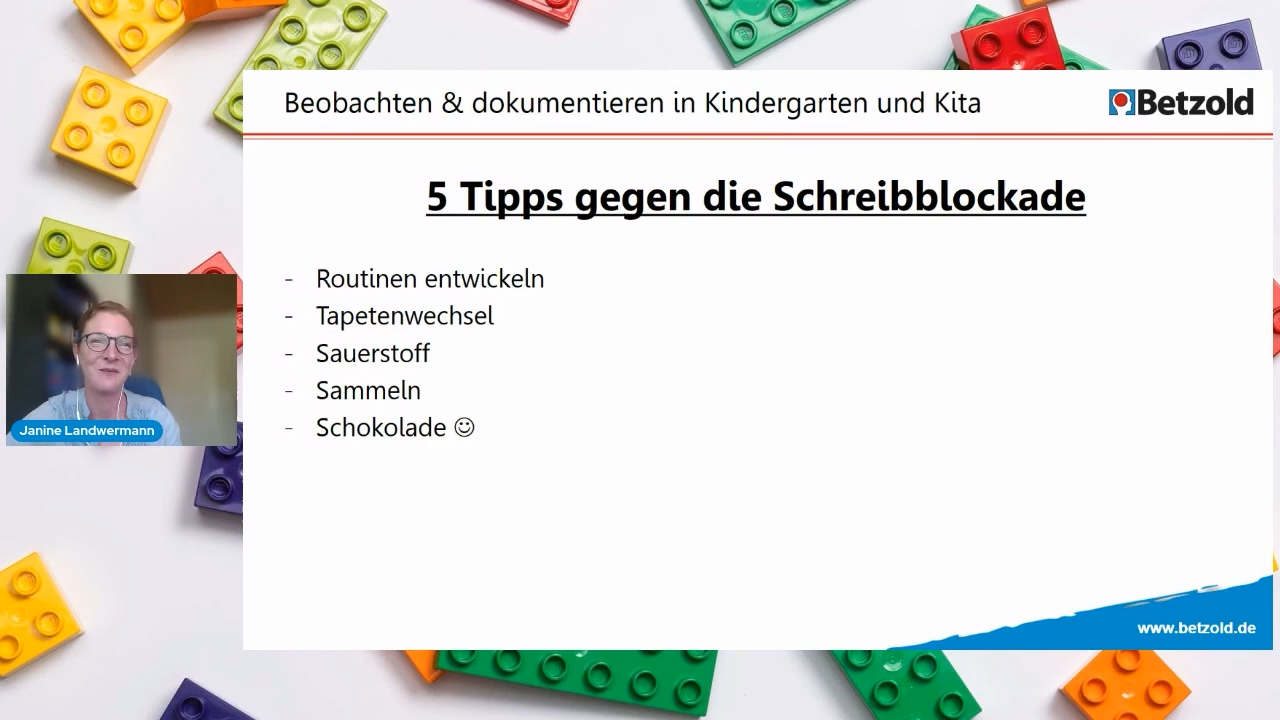 Beobachten & dokumentieren in Kindergarten und Kita
Betzold
5 Tipps gegen die Schreibblockade
- Routinen entwickeln
- Tapetenwechsel
- Sauerstoff
- Sammeln
- Schokolade ☺
Janine Landwermann
www.betzold.de